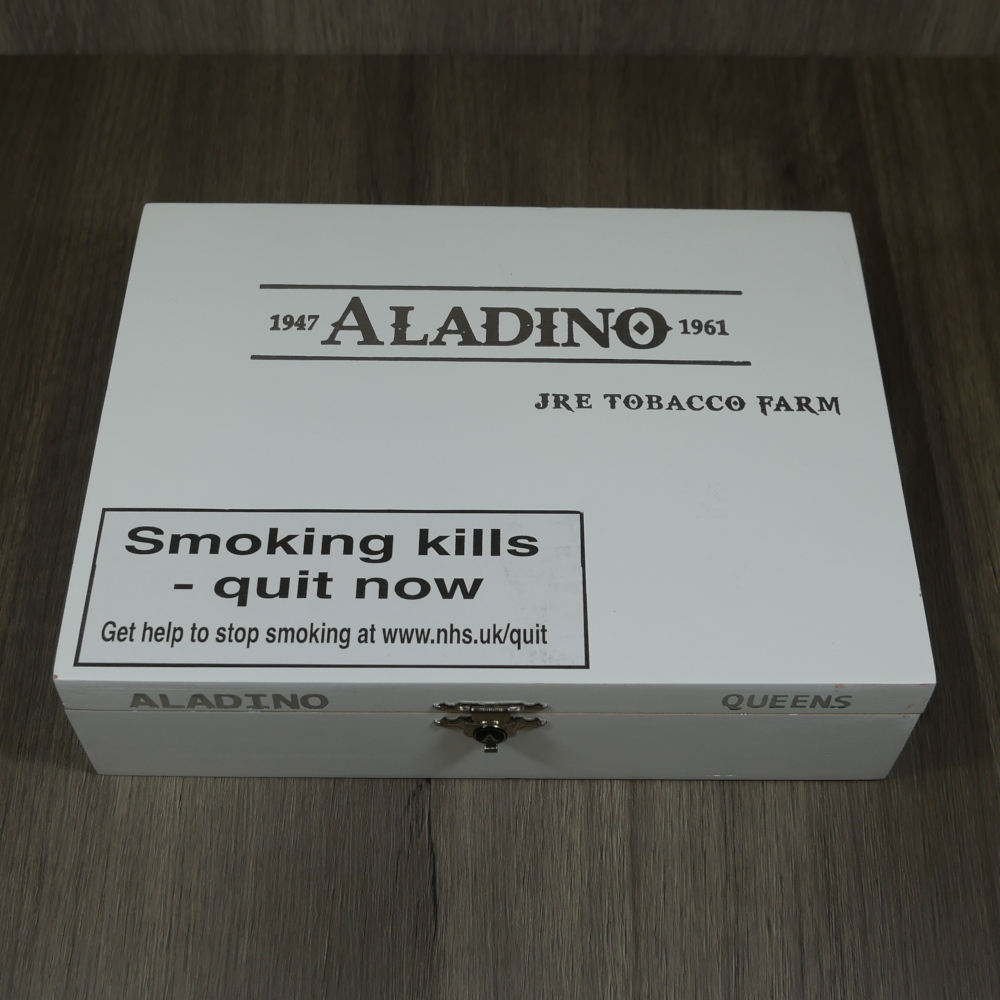 1947 ALADINO 1961
JRE TOBACCO FARM
Smoking kills
- quit now
Get help to stop smoking at www.nhs.uk/quit
ALADINO QUEENS